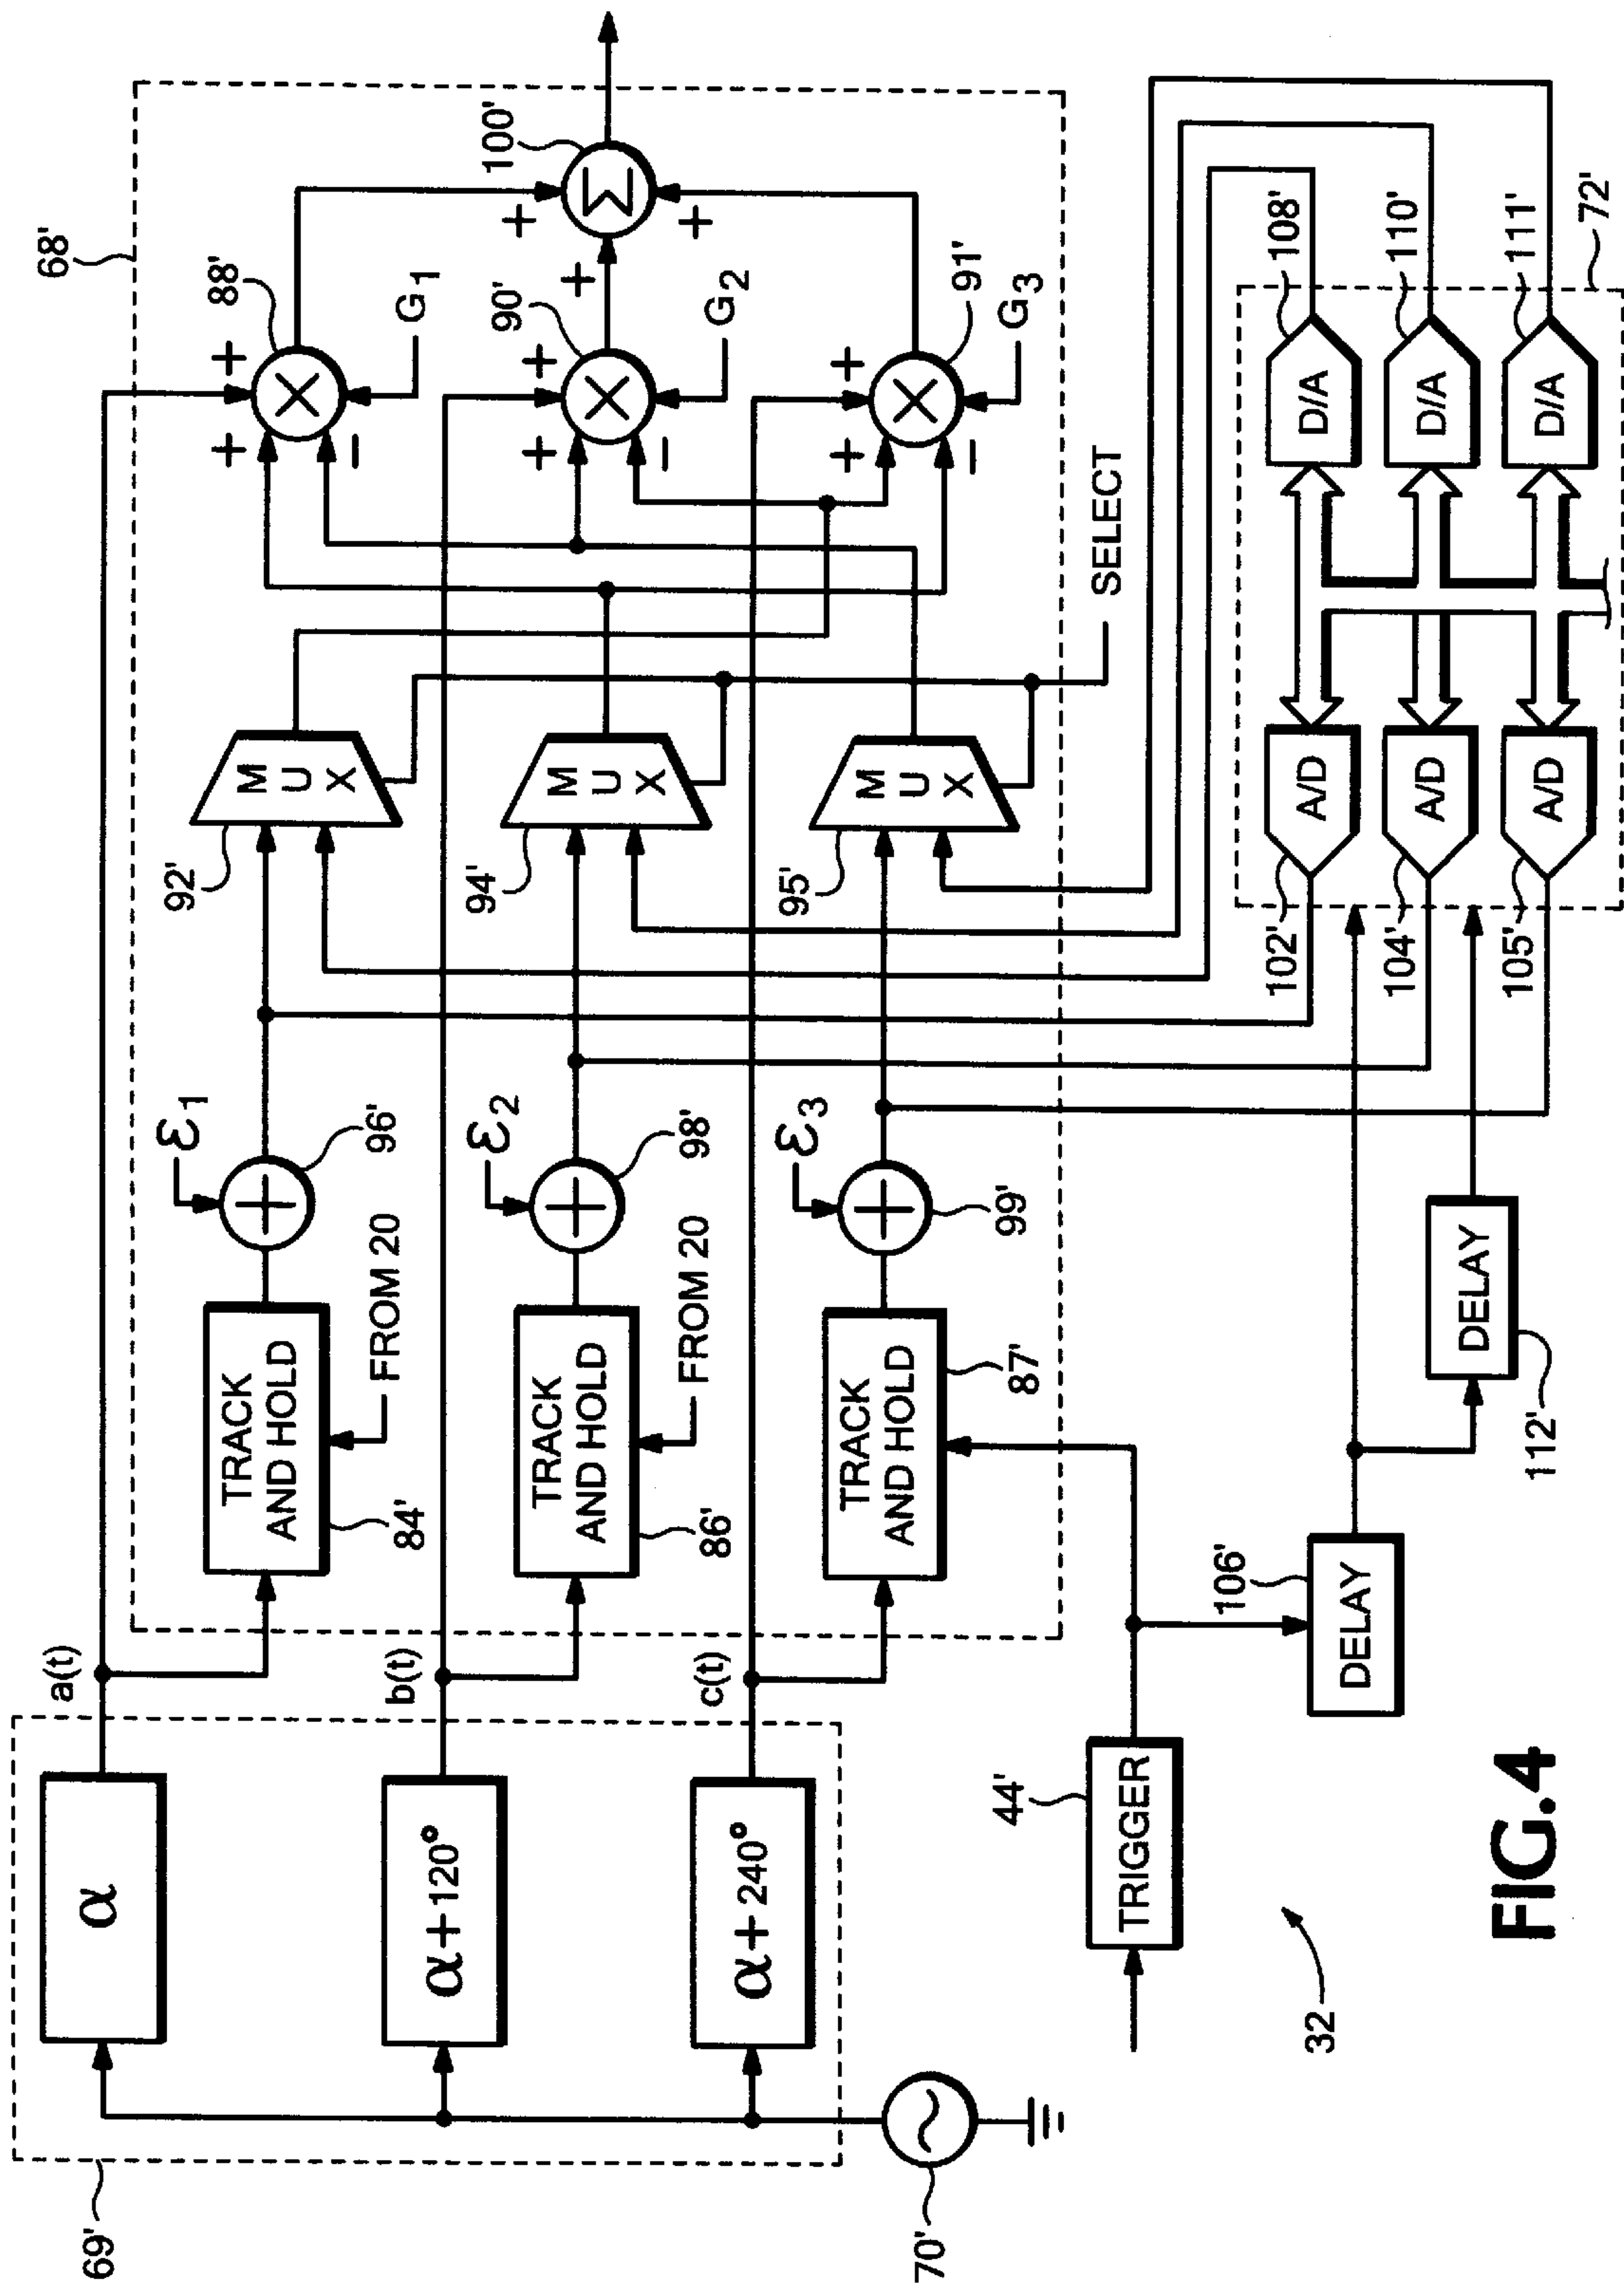 69'
α
α+120°
α+240°
70'
a(t)
b(t)
c(t)
68'
TRACK
AND HOLD
84'
FROM 20
ε1
96'
TRACK
AND HOLD
86'
FROM 20
ε2
98'
TRACK
AND HOLD
87'
ε3
99'
92'
M
U
X
94'
M
U
X
95'
M
U
X
SELECT
88'
+
+
−
X
G1
90'
+
+
−
X
G2
91'
+
+
−
X
G3
100'
Σ
+
+
+
TRIGGER
44'
DELAY
106'
DELAY
112'
102'
A/D
104'
A/D
105'
A/D
D/A
108'
D/A
110'
D/A
111'
72'
32
FIG.4